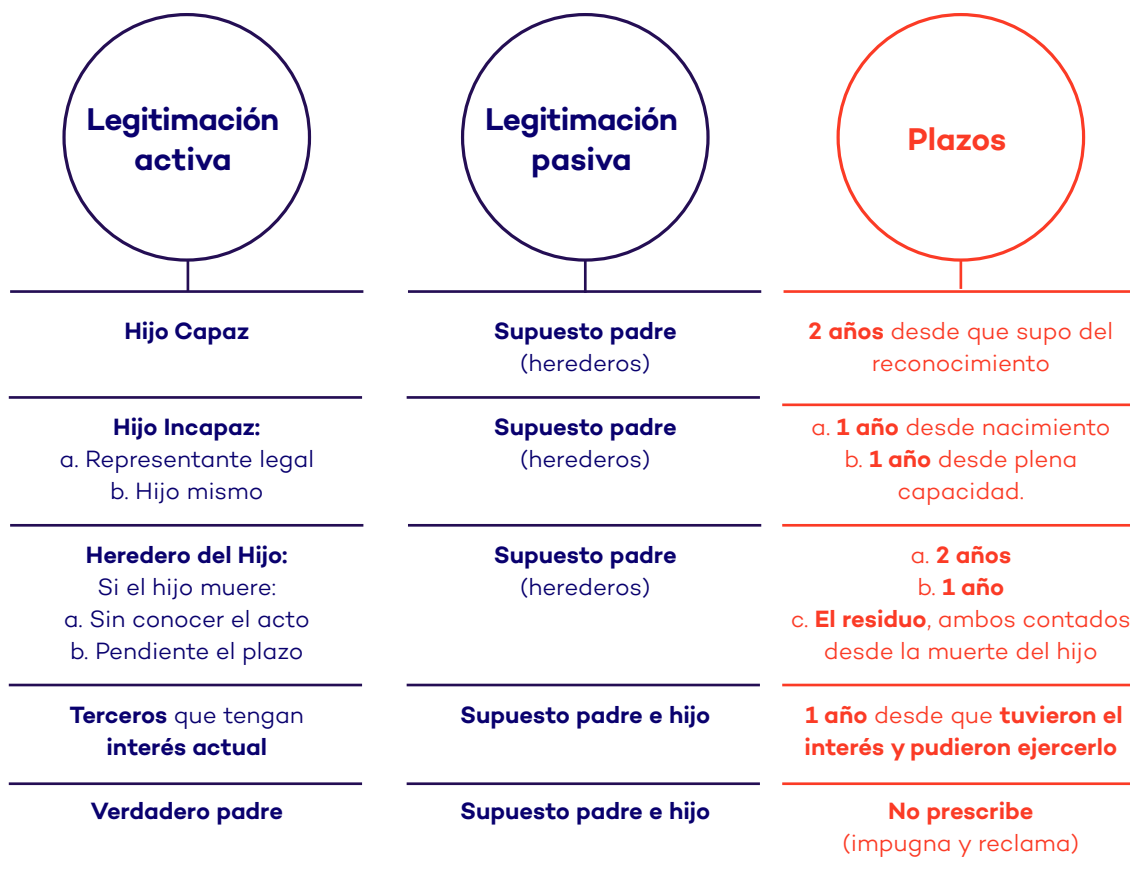 Legitimación
activa
Legitimación
pasiva
Plazos
Hijo Capaz
Supuesto padre
(herederos)
2 años desde que supo del
reconocimiento
Hijo Incapaz:
a. Representante legal
b. Hijo mismo
Supuesto padre
(herederos)
a. 1 año desde nacimiento
b. 1 año desde plena
capacidad.
Heredero del Hijo:
Si el hijo muere:
a. Sin conocer el acto
b. Pendiente el plazo
Supuesto padre
(herederos)
a. 2 años
b. 1 año
c. El residuo, ambos contados
desde la muerte del hijo
Terceros que tengan
interés actual
Supuesto padre e hijo
1 año desde que tuvieron el
interés y pudieron ejercerlo
Verdadero padre
Supuesto padre e hijo
No prescribe
(impugna y reclama)